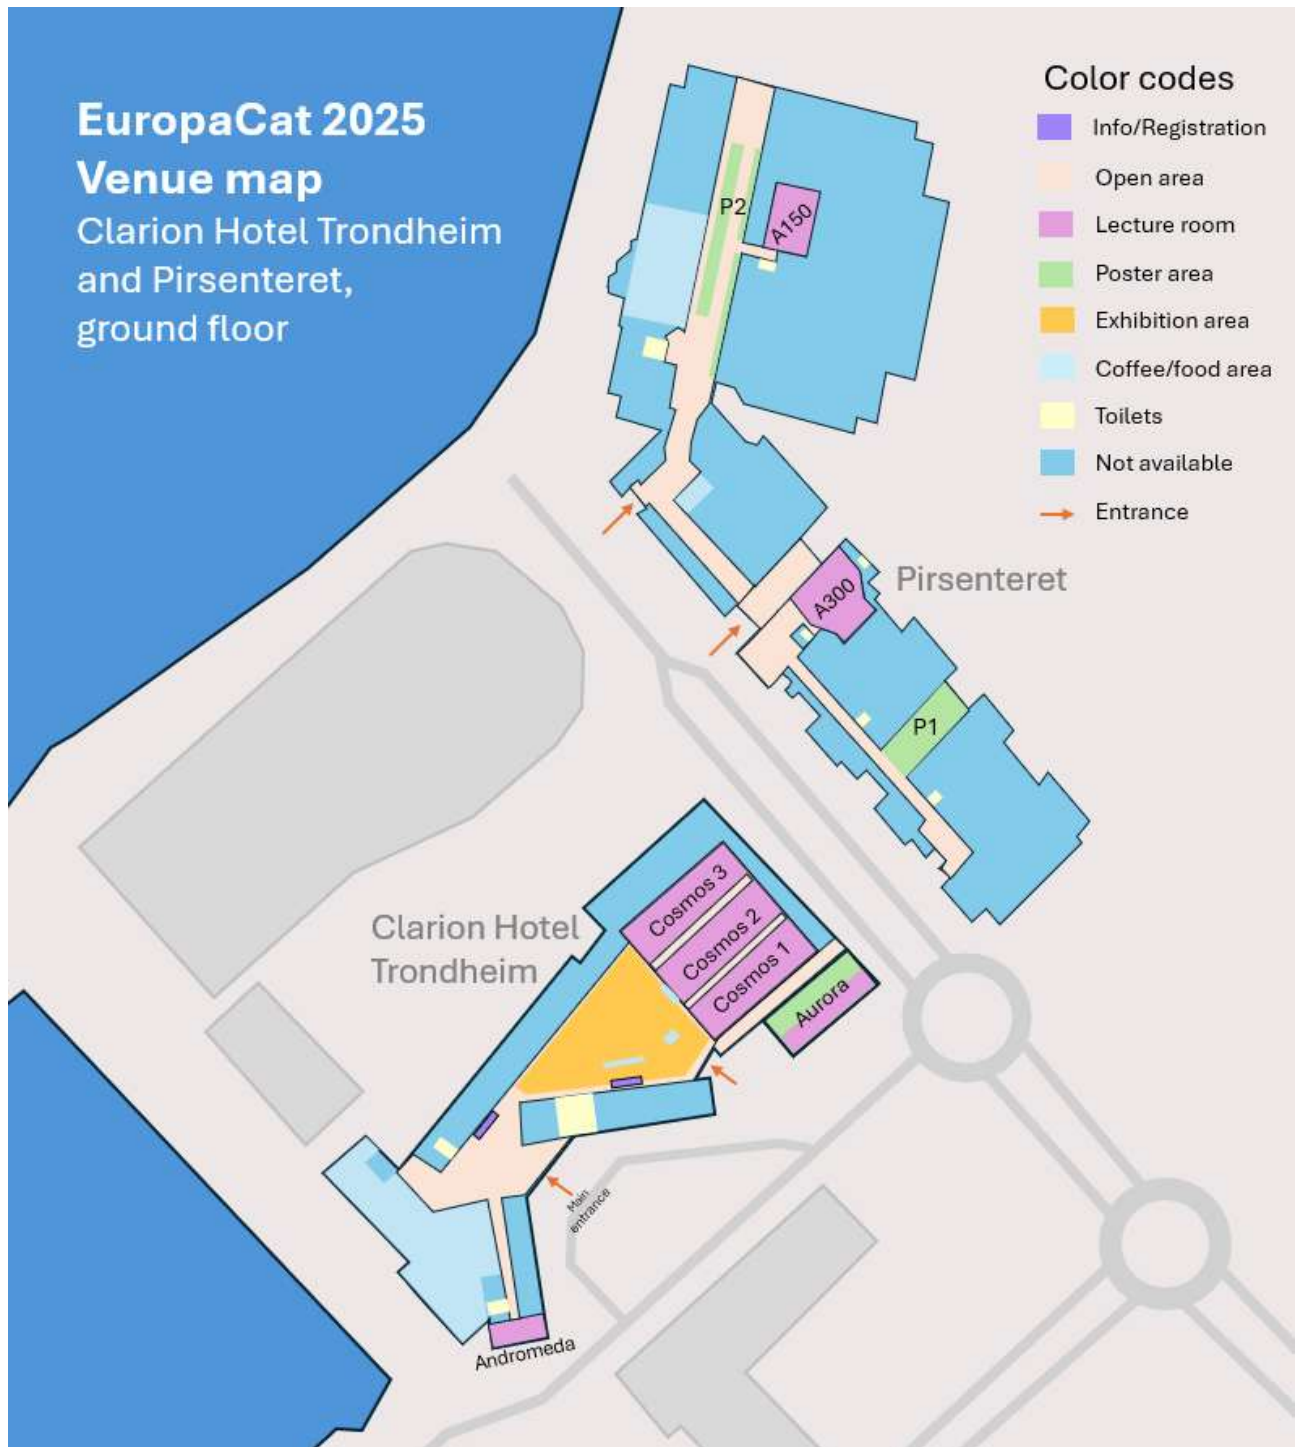 EuropaCat 2025
Venue map
Clarion Hotel Trondheim
and Pirsenteret,
ground floor
Color codes
Info/Registration
Open area
Lecture room
Poster area
Exhibition area
Coffee/food area
Toilets
Not available
Entrance
P2
A150
Pirsenteret
A300
P1
Clarion Hotel
Trondheim
Cosmos 3
Cosmos 2
Cosmos 1
Aurora
Main
entrance
Andromeda